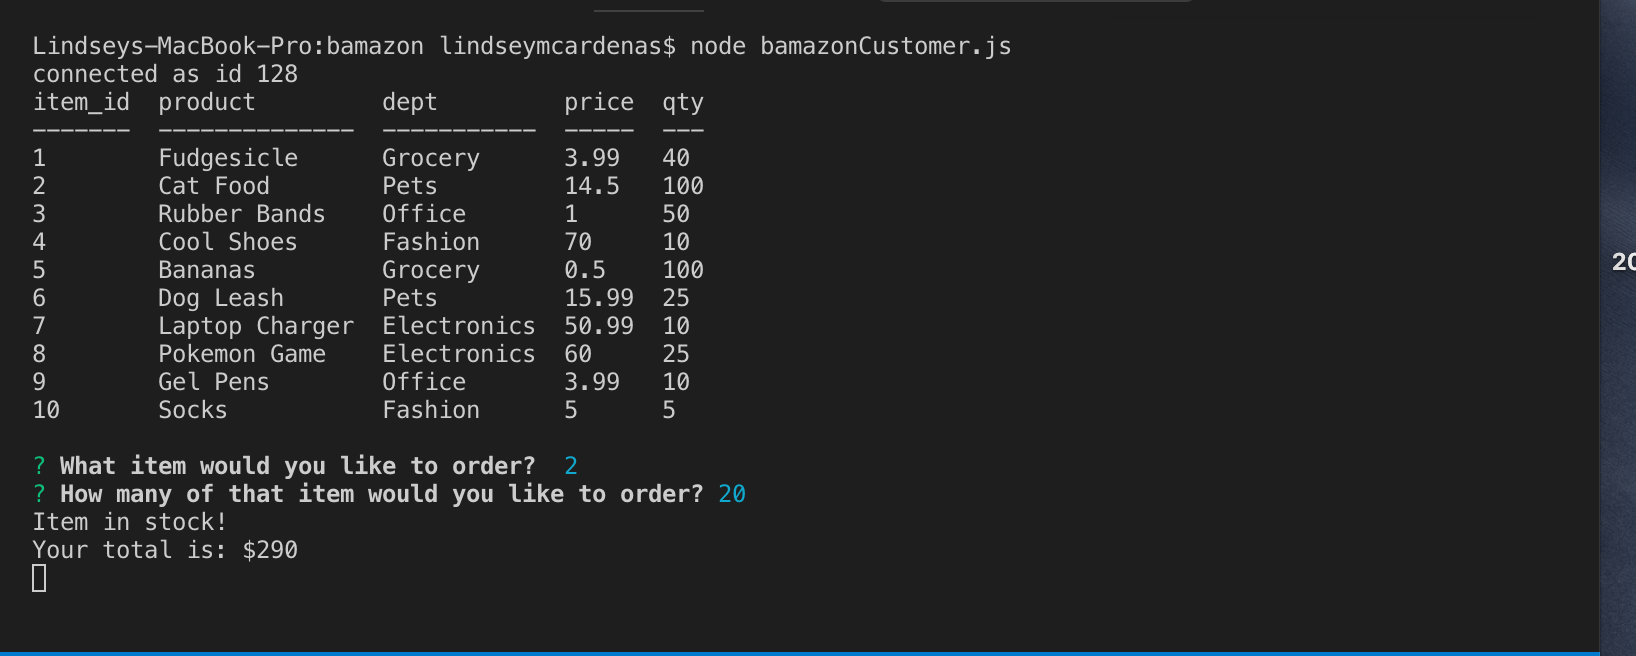 Lindseys-MacBook-Pro:bamazon lindseymcardenas$ node bamazonCustomer.js
connected as id 128
item_id  product         dept         price  qty
-------  --------------  -----------  -----  ---
1        Fudgesicle      Grocery      3.99   40
2        Cat Food        Pets         14.5   100
3        Rubber Bands    Office       1      50
4        Cool Shoes      Fashion      70     10
5        Bananas         Grocery      0.5    100
6        Dog Leash       Pets         15.99  25
7        Laptop Charger  Electronics  50.99  10
8        Pokemon Game    Electronics  60     25
9        Gel Pens        Office       3.99   10
10       Socks           Fashion      5      5
? What item would you like to order?  2
? How many of that item would you like to order? 20
Item in stock!
Your total is: $290